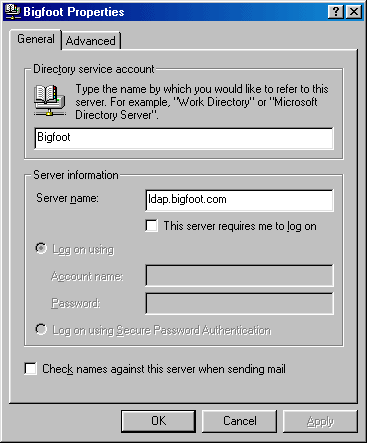 Bigfoot Properties
General
Advanced
Directory service account
Type the name by which you would like to refer to this
server. For example, "Work Directory" or "Microsoft
Directory Server".
Bigfoot
Server information
Server name:
ldap.bigfoot.com
This server requires me to log on
Log on using
Account name:
Password:
Log on using Secure Password Authentication
Check names against this server when sending mail
OK
Cancel
Apply